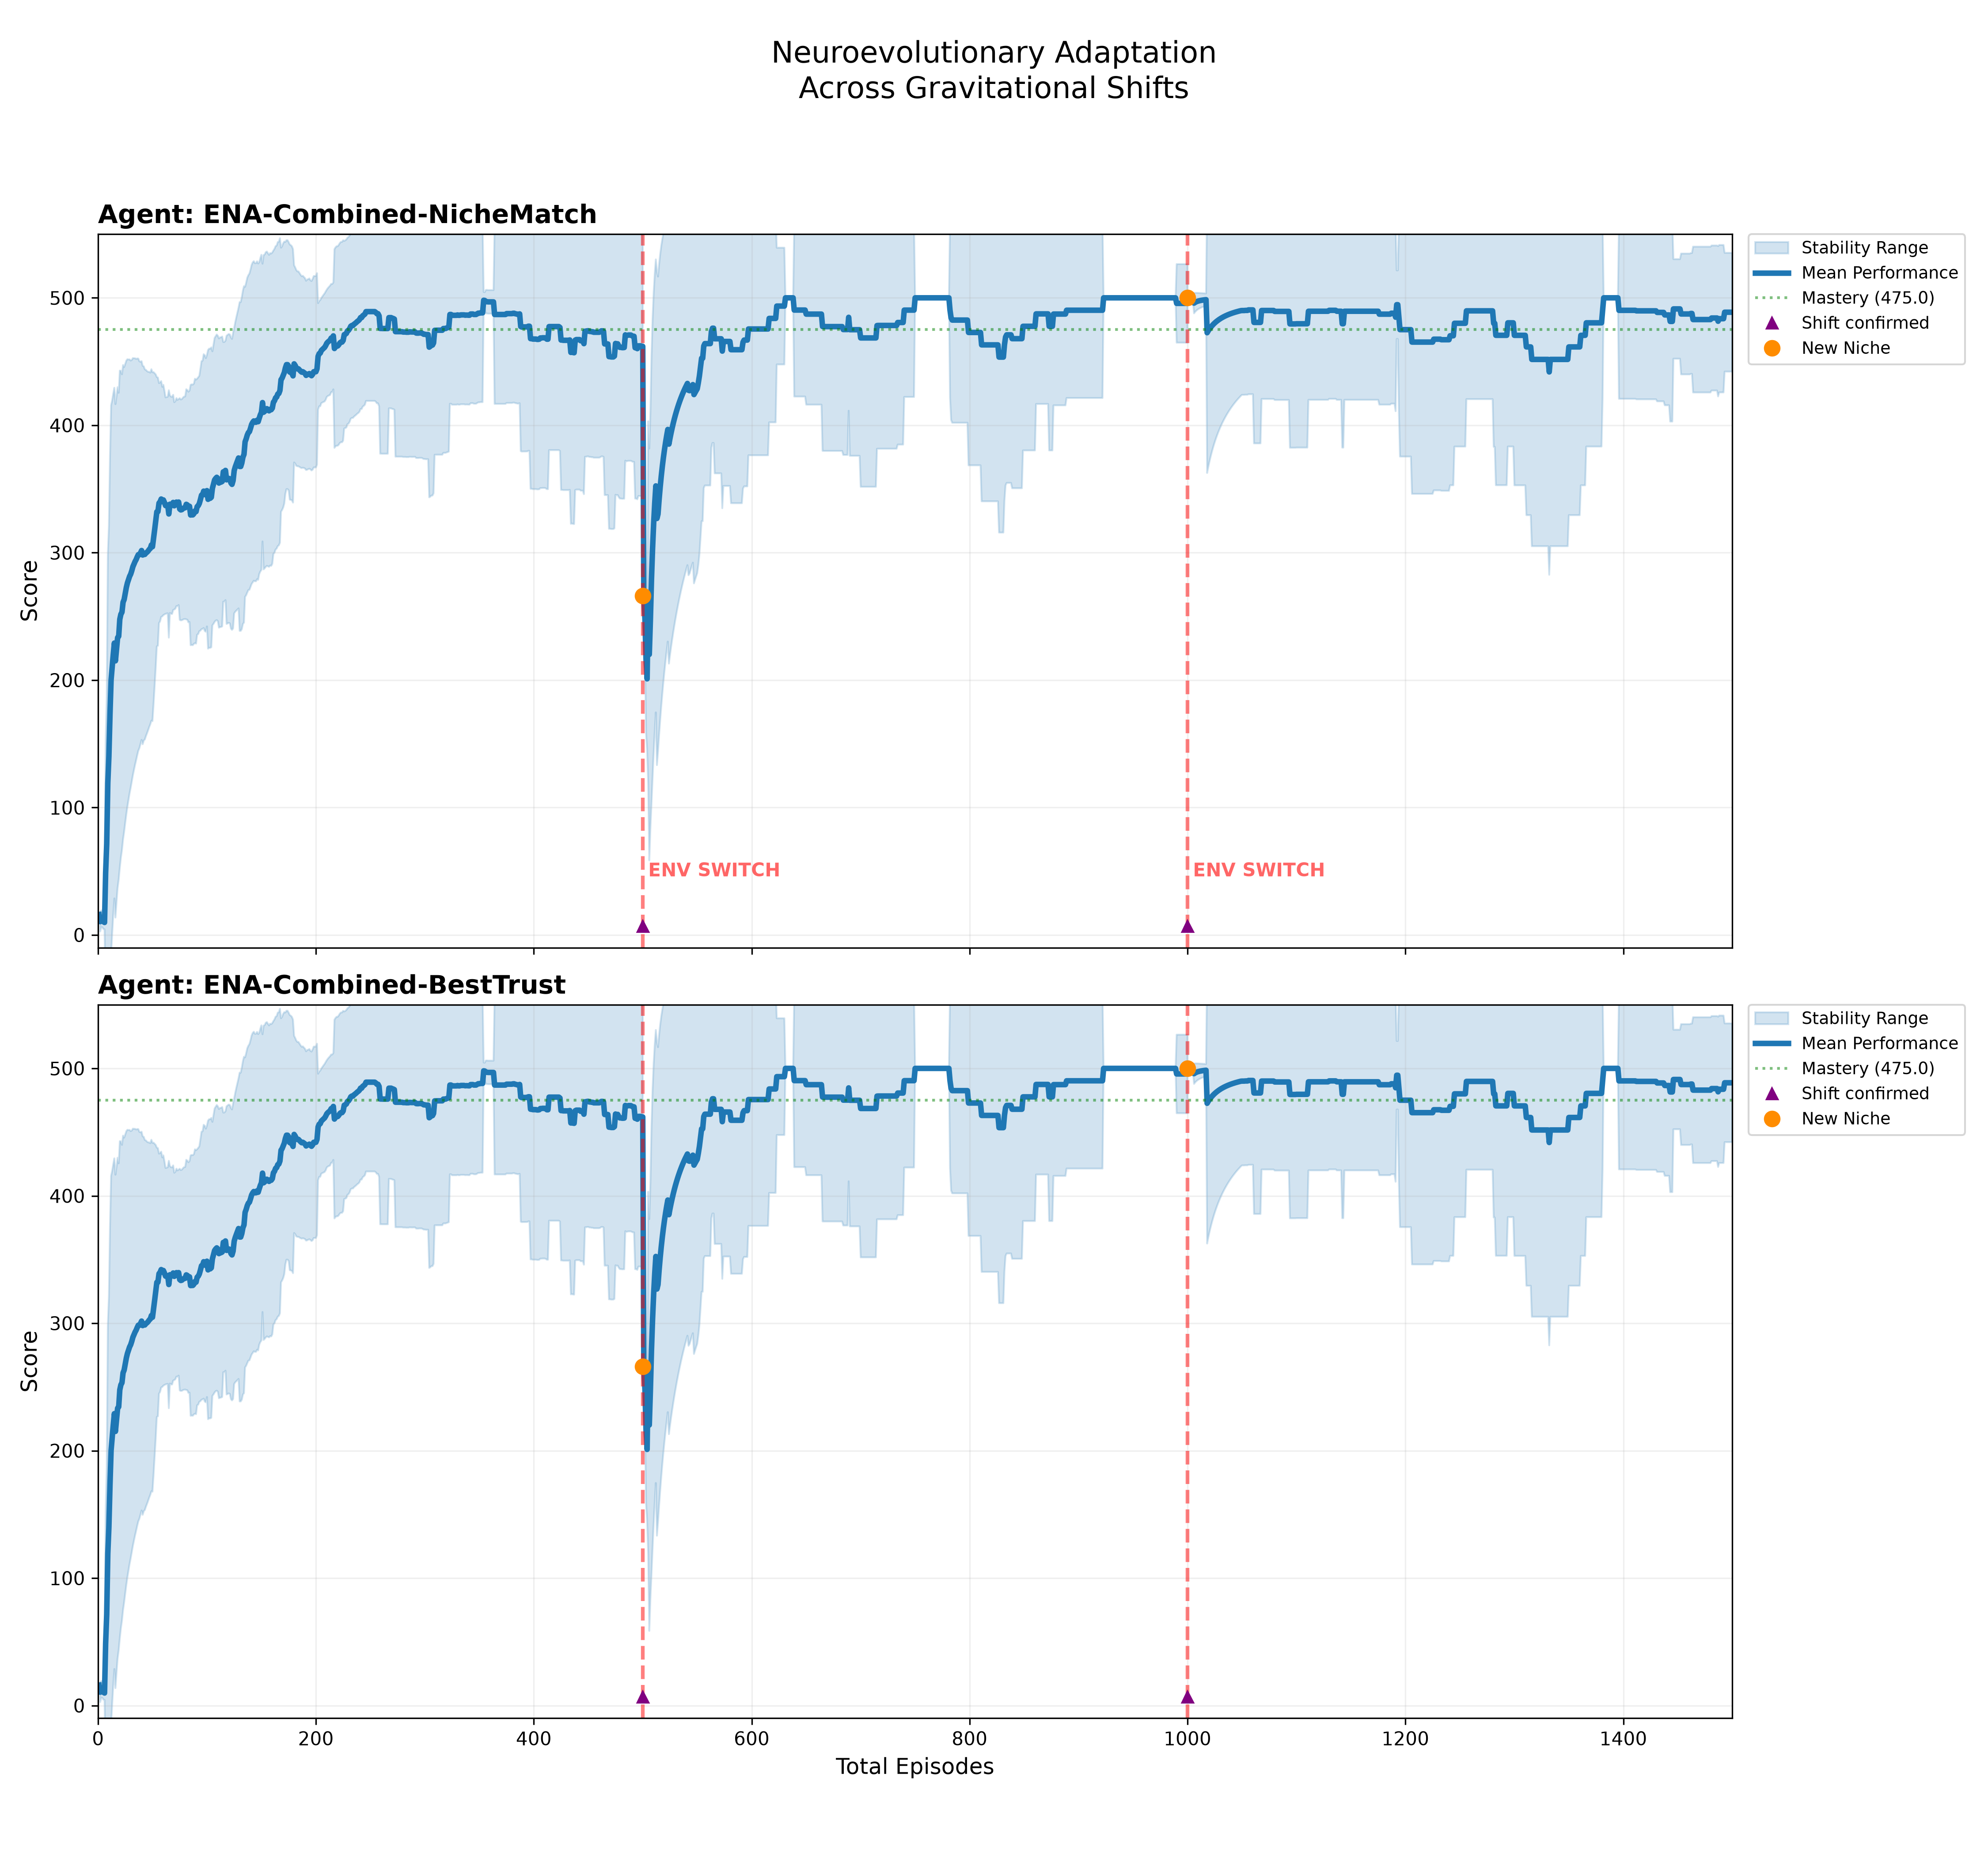 Neuroevolutionary Adaptation
Across Gravitational Shifts
Agent: ENA-Combined-NicheMatch
Score
500
400
300
200
100
0
ENV SWITCH
ENV SWITCH
Stability Range
Mean Performance
Mastery (475.0)
Shift confirmed
New Niche
Agent: ENA-Combined-BestTrust
Score
500
400
300
200
100
0
Stability Range
Mean Performance
Mastery (475.0)
Shift confirmed
New Niche
0 200 400 600 800 1000 1200 1400
Total Episodes